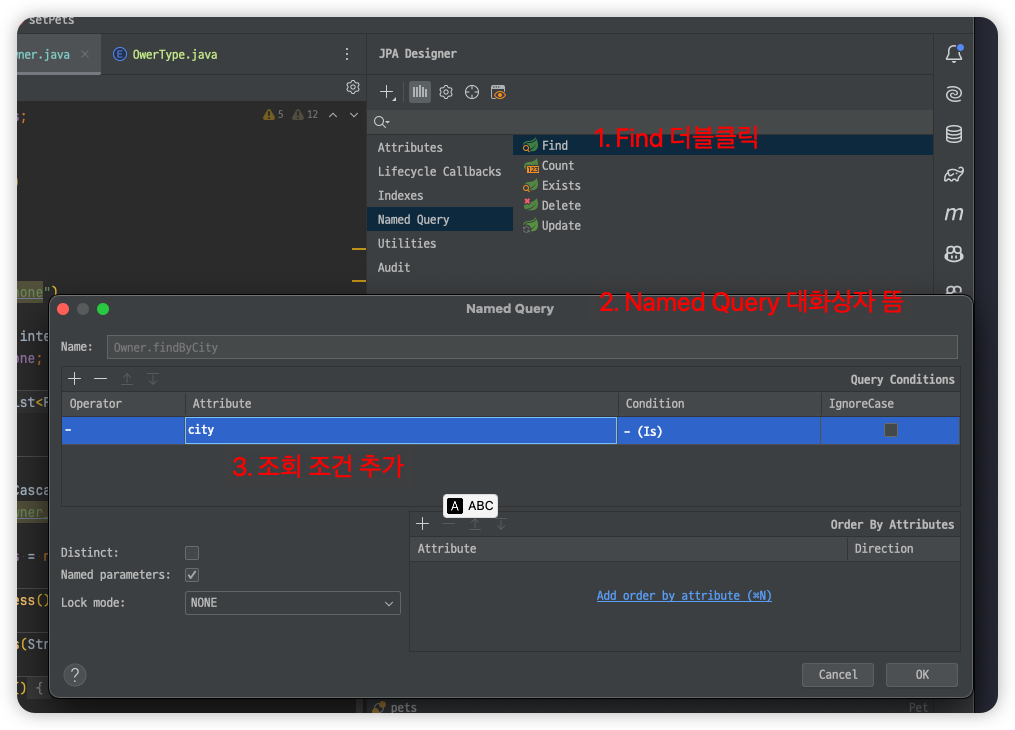 setPets
ner.java
OwerType.java
JPA Designer
5 12
Attributes
Lifecycle Callbacks
Indexes
Named Query
Utilities
Audit
Find
Count
Exists
Delete
Update
1. Find 더블클릭
2. Named Query 대화상자 뜸
Named Query
Name: Owner.findByCity
Query Conditions
Operator Attribute Condition IgnoreCase
– city – (Is)
3. 조회 조건 추가
A ABC
Order By Attributes
Attribute Direction
Add order by attribute (⌘N)
Distinct:
Named parameters:
Lock mode: NONE
? Cancel OK
pets Pet